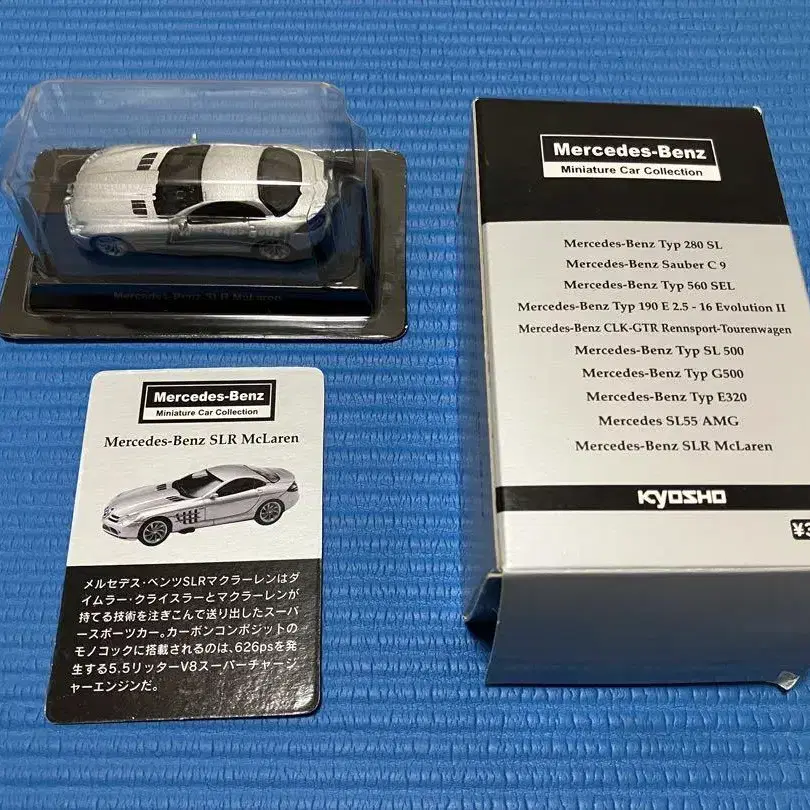 Mercedes-Benz SLR McLaren
Mercedes-Benz
Miniature Car Collection
Mercedes-Benz SLR McLaren
メルセデス・ベンツSLRマクラーレンはダ
イムラー・クライスラーとマクラーレンが
持てる技術を注ぎこんで送り出したスーパ
ースポーツカー。カーボンコンポジットの
モノコックに搭載されるのは、626psを発
生する5.5リッターV8スーパーチャージ
ャーエンジンだ。
Mercedes-Benz
Miniature Car Collection
Mercedes-Benz Typ 280 SL
Mercedes-Benz Sauber C 9
Mercedes-Benz Typ 560 SEL
Mercedes-Benz Typ 190 E 2.5 - 16 Evolution II
Mercedes-Benz CLK-GTR Rennsport-Tourenwagen
Mercedes-Benz Typ SL 500
Mercedes-Benz Typ G500
Mercedes-Benz Typ E320
Mercedes SL55 AMG
Mercedes-Benz SLR McLaren
KYOSHO